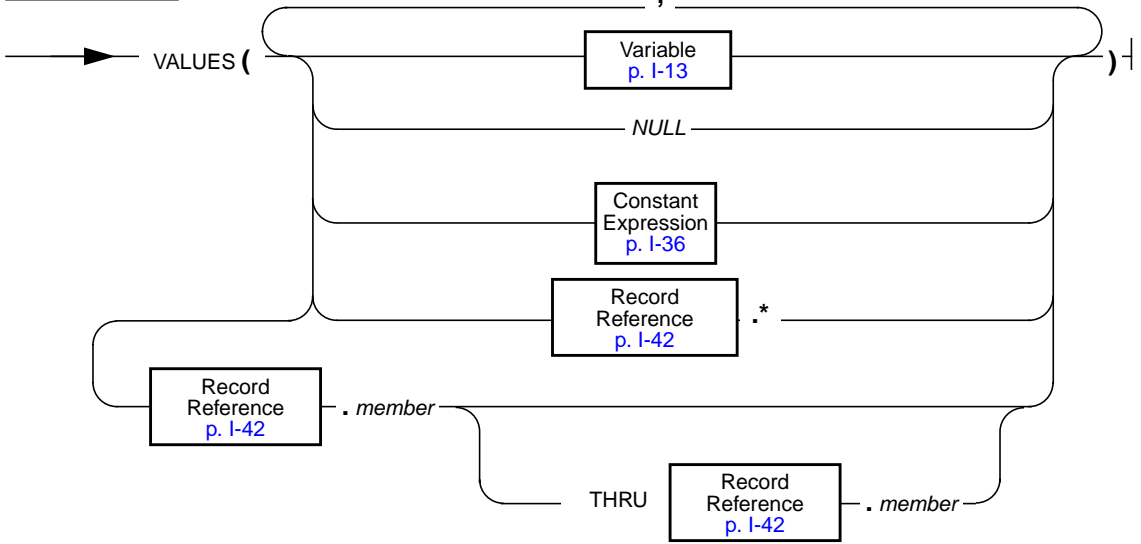 ,
VALUES ( ) 
Variable
p. I-13
NULL
Constant
Expression
p. I-36
Record
Reference
p. I-42
.*
Record
Reference
p. I-42
. member
THRU
Record
Reference
p. I-42
. member